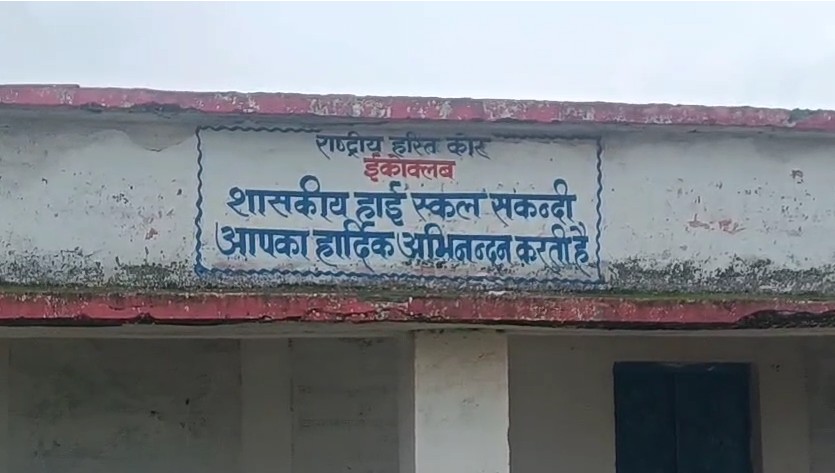 राष्ट्रीय हरित कोर
ईकोक्लब
शासकीय हाई स्कूल सकन्दी
आपका हार्दिक अभिनन्दन करती है